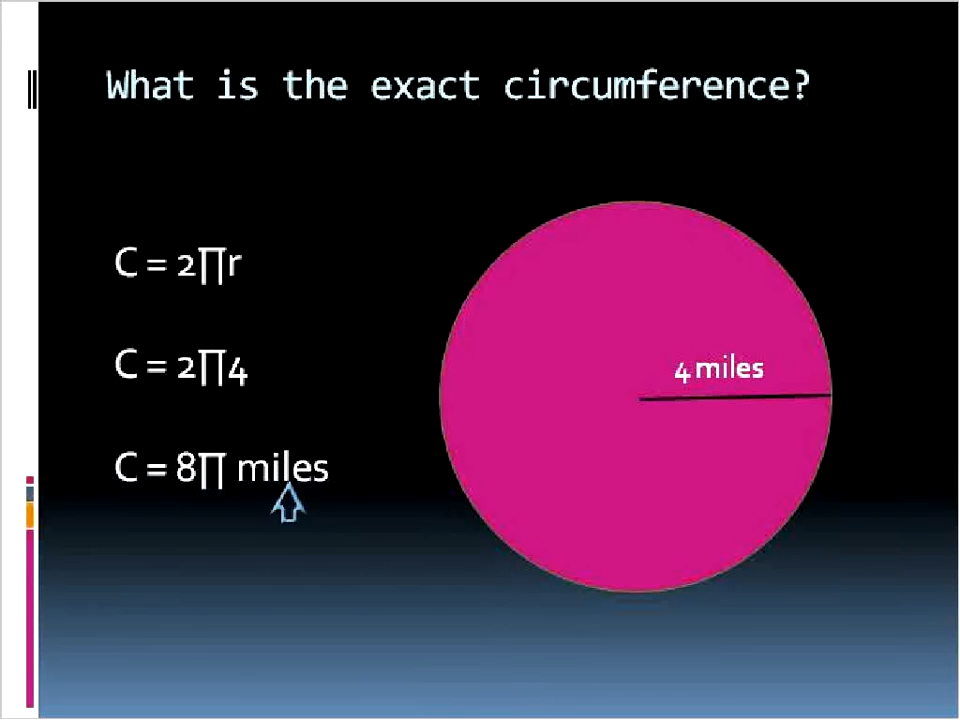 What is the exact circumference?
C = 2∏r
C = 2∏4
C = 8∏ miles
4 miles